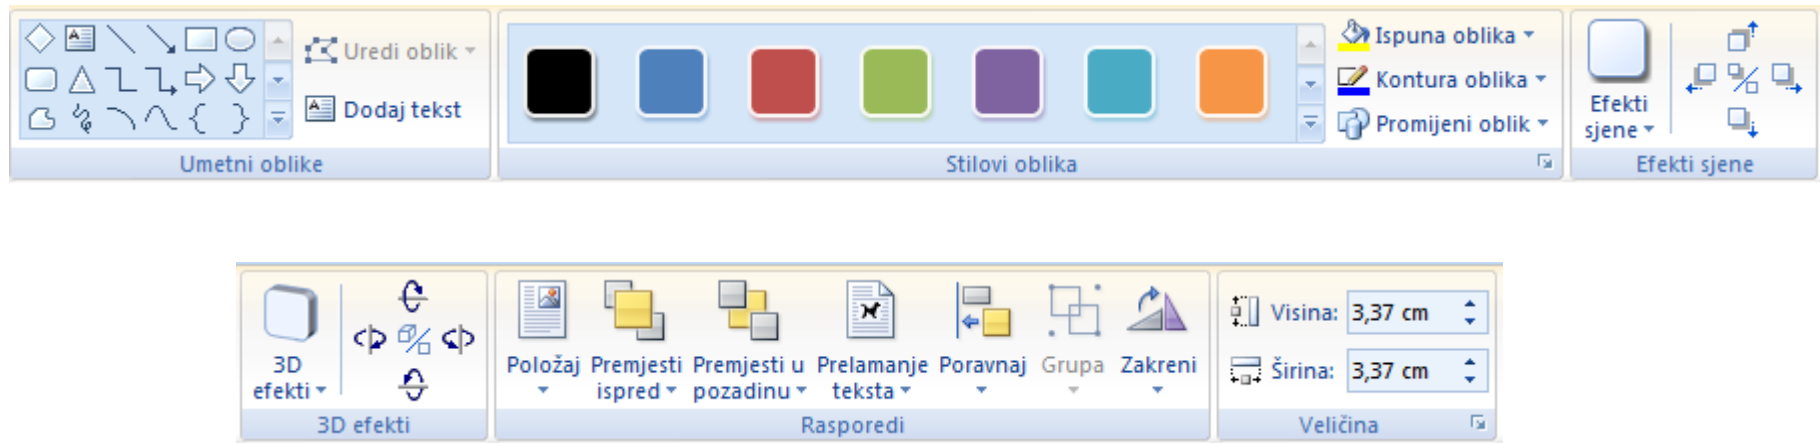 Uredi oblik
Dodaj tekst
Umetni oblike
Ispuna oblika
Kontura oblika
Promijeni oblik
Stilovi oblika
Efekti
sjene
Efekti sjene
3D
efekti
3D efekti
Položaj
Premjesti
ispred
Premjesti u
pozadinu
Prelamanje
teksta
Poravnaj
Grupa
Zakreni
Rasporedi
Visina: 3,37 cm
Širina: 3,37 cm
Veličina